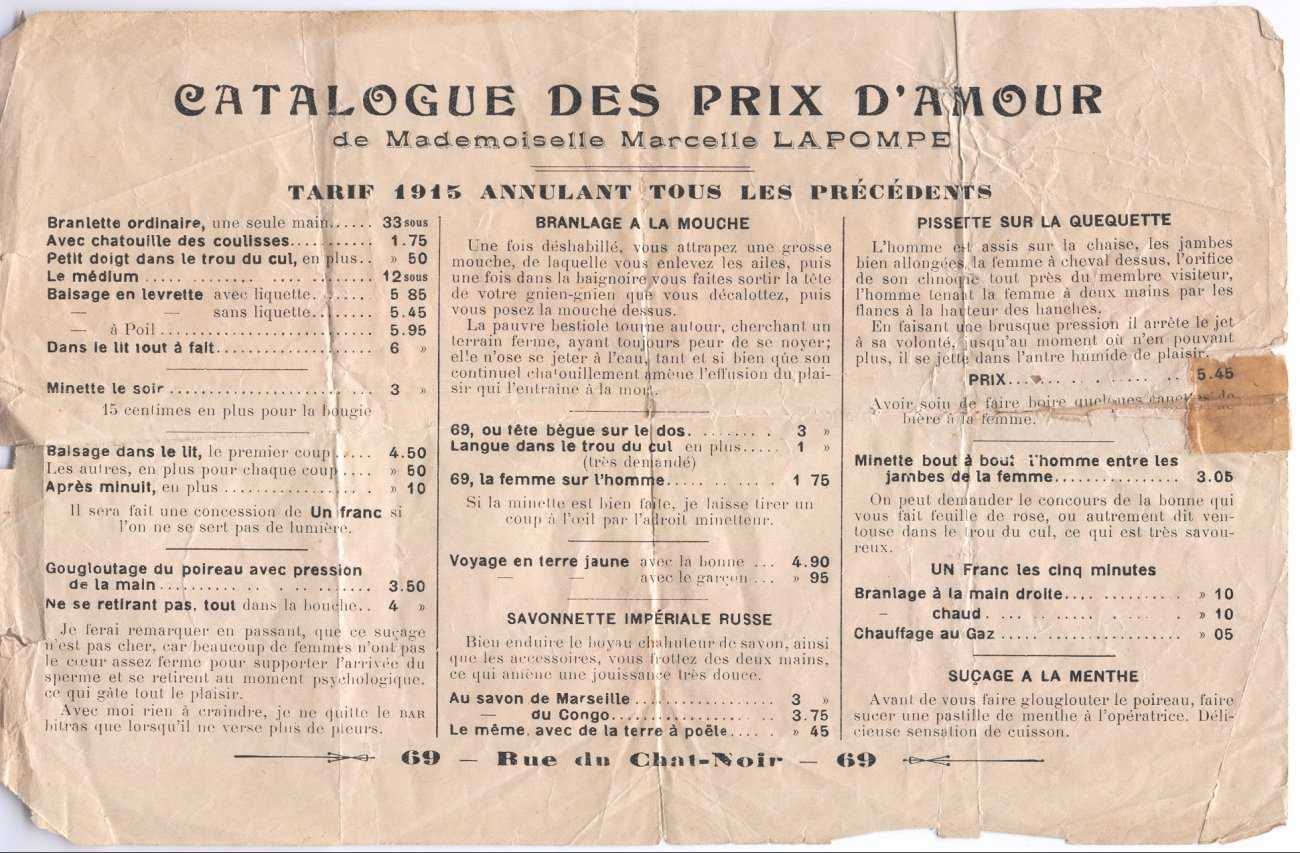 CATALOGUE DES PRIX D'AMOUR
de Mademoiselle Marcelle LAPOMPE
TARIF 1915 ANNULANT TOUS LES PRÉCÉDENTS
Branlette ordinaire, une seule main..... 33 sous
Avec chatouille des coulisses........... 1.75
Petit doigt dans le trou du cul, en plus.. » 50
Le médium ........................ 12 sous
Baisage en levrette avec liquette........ 5 85
— — sans liquette........ 5.45
— à Poil ........................ 5.95
Dans le lit tout à fait.................... 6 »
Minette le soir ........................ 3 »
15 centimes en plus pour la bougie
Baisage dans le lit, le premier coup..... 4.50
Les autres, en plus pour chaque coup..... » 50
Après minuit, en plus .................. » 10
Il sera fait une concession de Un franc si
l'on ne se sert pas de lumière.
Gougloutage du poireau avec pression
de la main ........................ 3.50
Ne se retirant pas, tout dans la bouche.. 4 »
Je ferai remarquer en passant, que ce suçage
n'est pas cher, car beaucoup de femmes n'ont pas
le cœur assez ferme pour supporter l'arrivée du
sperme et se retirent au moment psychologique,
ce qui gâte tout le plaisir.
Avec moi rien à craindre, je ne quitte le BAR
bitras que lorsqu'il ne verse plus de pleurs.
BRANLAGE A LA MOUCHE
Une fois déshabillé, vous attrapez une grosse
mouche, de laquelle vous enlevez les ailes, puis
une fois dans la baignoire vous faites sortir la tête
de votre gnien-gnien que vous décalottez, puis
vous posez la mouche dessus.
La pauvre bestiole tourne autour, cherchant un
terrain ferme, ayant toujours peur de se noyer;
elle n'ose se jeter à l'eau, tant et si bien que son
continuel chatouillement amène l'effusion du plai-
sir qui l'entraine à la mort.
69, ou tête bègue sur le dos. ........ 3 »
Langue dans le trou du cul en plus..... 1 »
(très demandé)
69, la femme sur l'homme............ 1 75
Si la minette est bien faite, je laisse tirer un
coup à l'œil par l'adroit minetteur.
Voyage en terre jaune avec la bonne ... 4.90
— — avec le garçon ... » 95
SAVONNETTE IMPÉRIALE RUSSE
Bien enduire le boyau chahuteur de savon, ainsi
que les accessoires, vous frottez des deux mains,
ce qui amène une jouissance très douce.
Au savon de Marseille .................. 3 »
— du Congo.................. 3.75
Le même, avec de la terre à poêle..... » 45
PISSETTE SUR LA QUEQUETTE
L'homme est assis sur la chaise, les jambes
bien allongées, la femme à cheval dessus, l'orifice
de son chnoque tout près du membre visiteur,
l'homme tenant la femme à deux mains par les
flancs à la hauteur des hanches.
En faisant une brusque pression il arrête le jet
à sa volonté, jusqu'au moment où n'en pouvant
plus, il se jette dans l'antre humide de plaisir.
PRIX.................. 5.45
Avoir soin de faire boire quelques canettes de
bière à la femme.
Minette bout à bout l'homme entre les
jambes de la femme............... 3.05
On peut demander le concours de la bonne qui
vous fait feuille de rose, ou autrement dit ven-
touse dans le trou du cul, ce qui est très savou-
reux.
UN Franc les cinq minutes
Branlage à la main droite............... » 10
— chaud ............... » 10
Chauffage au Gaz ..................... » 05
SUÇAGE A LA MENTHE
Avant de vous faire glouglouter le poireau, faire
sucer une pastille de menthe à l'opératrice. Déli-
cieuse sensation de cuisson.
69 — Rue du Chat-Noir — 69